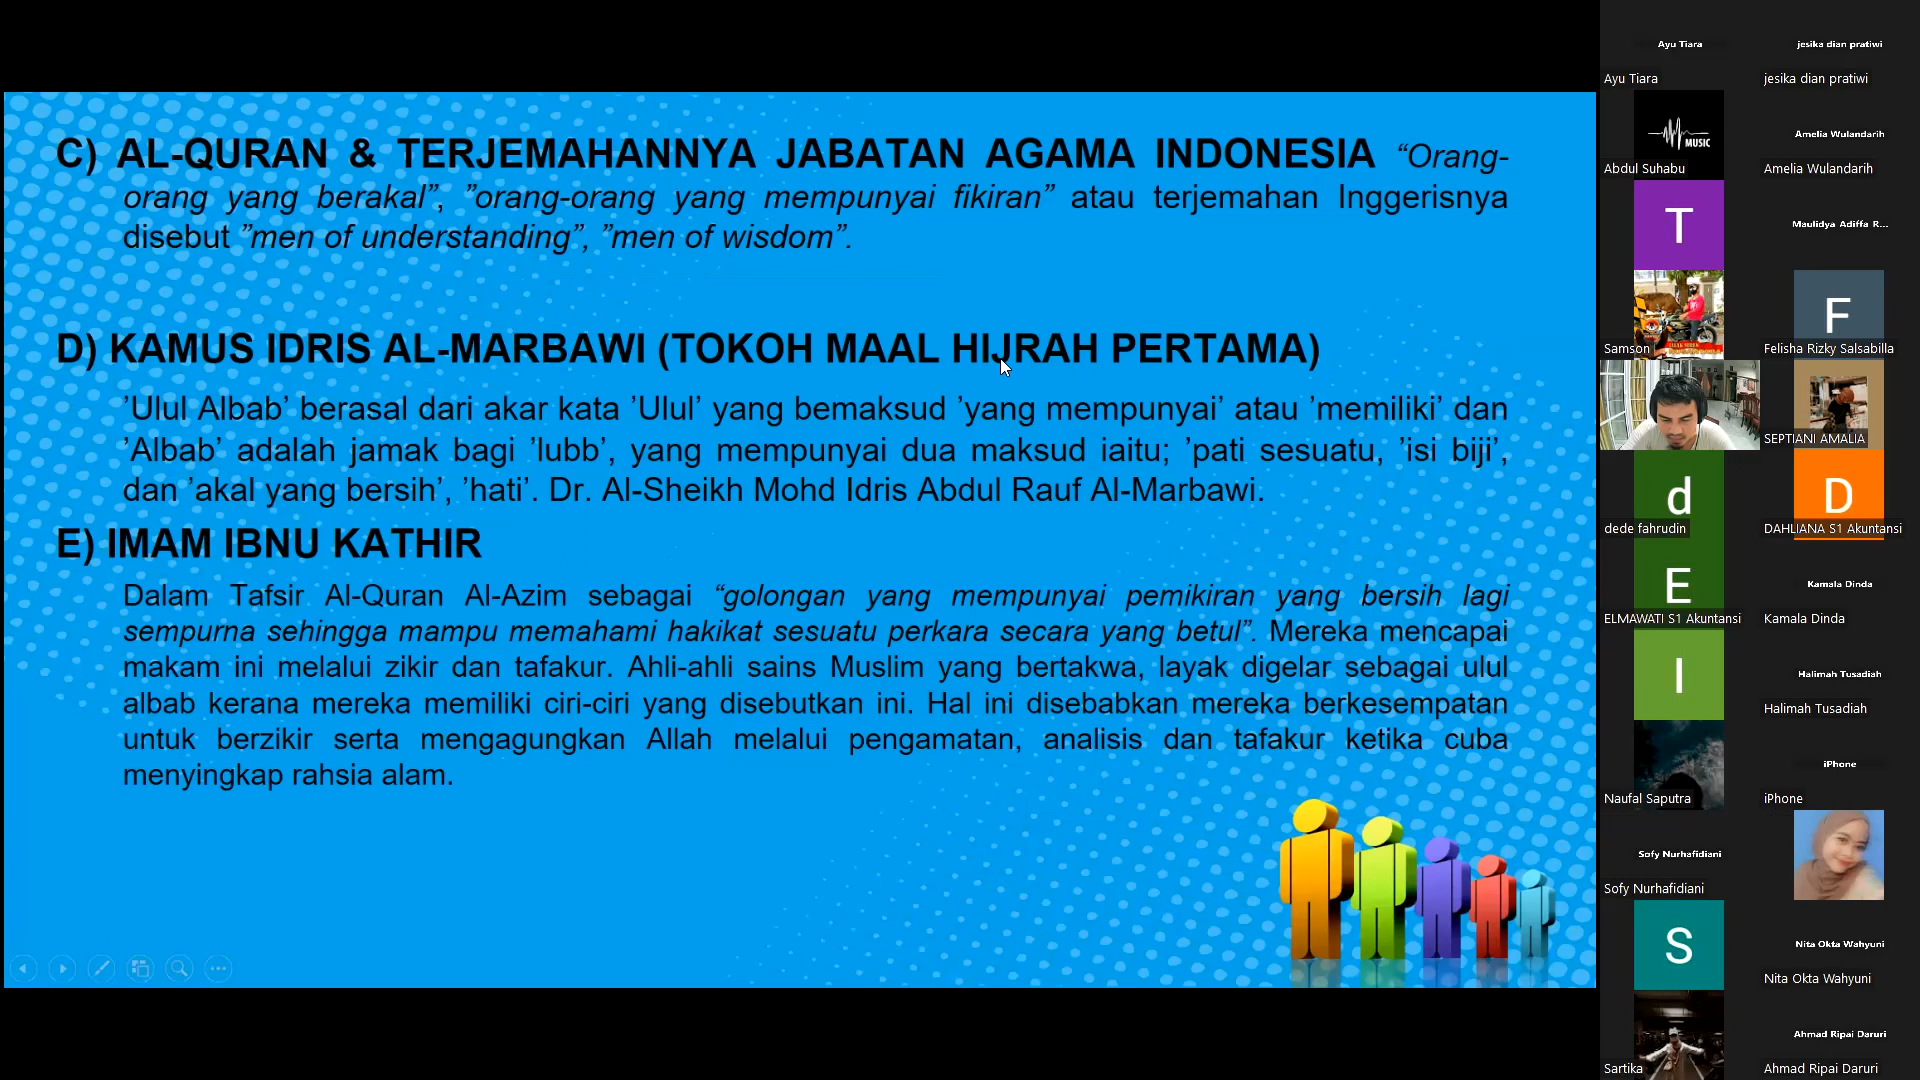 C) AL-QURAN & TERJEMAHANNYA JABATAN AGAMA INDONESIA “Orang-
orang yang berakal”, ”orang-orang yang mempunyai fikiran” atau terjemahan Inggerisnya
disebut ”men of understanding”, ”men of wisdom”.
D) KAMUS IDRIS AL-MARBAWI (TOKOH MAAL HIJRAH PERTAMA)
’Ulul Albab’ berasal dari akar kata ’Ulul’ yang bemaksud ’yang mempunyai’ atau ’memiliki’ dan
’Albab’ adalah jamak bagi ’lubb’, yang mempunyai dua maksud iaitu; ’pati sesuatu, ’isi biji’,
dan ’akal yang bersih’, ’hati’. Dr. Al-Sheikh Mohd Idris Abdul Rauf Al-Marbawi.
E) IMAM IBNU KATHIR
Dalam Tafsir Al-Quran Al-Azim sebagai “golongan yang mempunyai pemikiran yang bersih lagi
sempurna sehingga mampu memahami hakikat sesuatu perkara secara yang betul”. Mereka mencapai
makam ini melalui zikir dan tafakur. Ahli-ahli sains Muslim yang bertakwa, layak digelar sebagai ulul
albab kerana mereka memiliki ciri-ciri yang disebutkan ini. Hal ini disebabkan mereka berkesempatan
untuk berzikir serta mengagungkan Allah melalui pengamatan, analisis dan tafakur ketika cuba
menyingkap rahsia alam.
Ayu Tiara
jesika dian pratiwi
Ayu Tiara
jesika dian pratiwi
MUSIC
Amelia Wulandarih
Abdul Suhabu
Amelia Wulandarih
T
Maulidya Adiffa R...
F
Samson
Felisha Rizky Salsabilla
SEPTIANI AMALIA
d
D
dede fahrudin
DAHLIANA S1 Akuntansi
E
Kamala Dinda
ELMAWATI S1 Akuntansi
Kamala Dinda
I
Halimah Tusadiah
Halimah Tusadiah
iPhone
Naufal Saputra
iPhone
Sofy Nurhafidiani
Sofy Nurhafidiani
S
Nita Okta Wahyuni
Nita Okta Wahyuni
Ahmad Ripai Daruri
Sartika
Ahmad Ripai Daruri